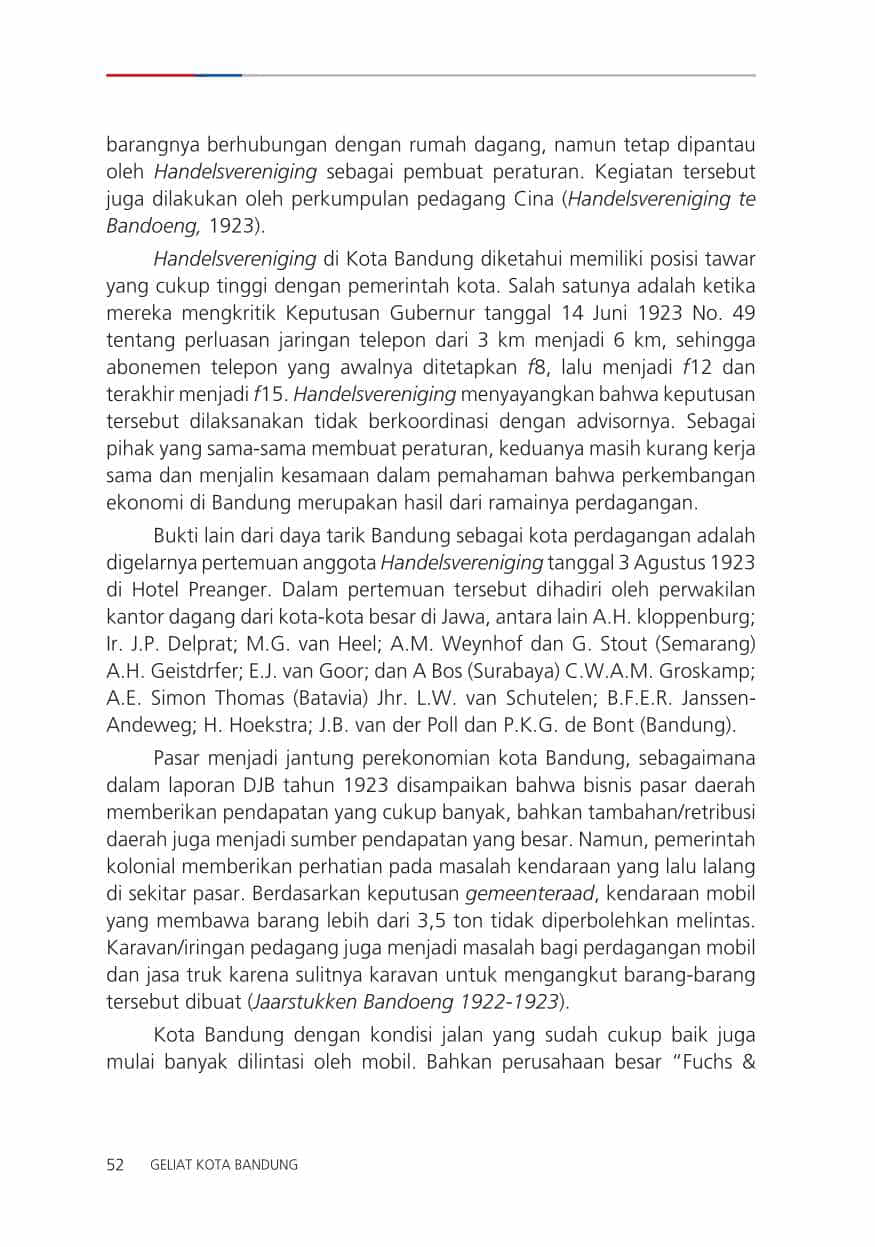 barangnya berhubungan dengan rumah dagang, namun tetap dipantau
oleh Handelsvereniging sebagai pembuat peraturan. Kegiatan tersebut
juga dilakukan oleh perkumpulan pedagang Cina (Handelsvereniging te
Bandoeng, 1923).
Handelsvereniging di Kota Bandung diketahui memiliki posisi tawar
yang cukup tinggi dengan pemerintah kota. Salah satunya adalah ketika
mereka mengkritik Keputusan Gubernur tanggal 14 Juni 1923 No. 49
tentang perluasan jaringan telepon dari 3 km menjadi 6 km, sehingga
abonemen telepon yang awalnya ditetapkan f8, lalu menjadi f12 dan
terakhir menjadi f15. Handelsvereniging menyayangkan bahwa keputusan
tersebut dilaksanakan tidak berkoordinasi dengan advisornya. Sebagai
pihak yang sama-sama membuat peraturan, keduanya masih kurang kerja
sama dan menjalin kesamaan dalam pemahaman bahwa perkembangan
ekonomi di Bandung merupakan hasil dari ramainya perdagangan.
Bukti lain dari daya tarik Bandung sebagai kota perdagangan adalah
digelarnya pertemuan anggota Handelsvereniging tanggal 3 Agustus 1923
di Hotel Preanger. Dalam pertemuan tersebut dihadiri oleh perwakilan
kantor dagang dari kota-kota besar di Jawa, antara lain A.H. kloppenburg;
Ir. J.P. Delprat; M.G. van Heel; A.M. Weynhof dan G. Stout (Semarang)
A.H. Geistdrfer; E.J. van Goor; dan A Bos (Surabaya) C.W.A.M. Groskamp;
A.E. Simon Thomas (Batavia) Jhr. L.W. van Schutelen; B.F.E.R. Janssen-
Andeweg; H. Hoekstra; J.B. van der Poll dan P.K.G. de Bont (Bandung).
Pasar menjadi jantung perekonomian kota Bandung, sebagaimana
dalam laporan DJB tahun 1923 disampaikan bahwa bisnis pasar daerah
memberikan pendapatan yang cukup banyak, bahkan tambahan/retribusi
daerah juga menjadi sumber pendapatan yang besar. Namun, pemerintah
kolonial memberikan perhatian pada masalah kendaraan yang lalu lalang
di sekitar pasar. Berdasarkan keputusan gemeenteraad, kendaraan mobil
yang membawa barang lebih dari 3,5 ton tidak diperbolehkan melintas.
Karavan/iringan pedagang juga menjadi masalah bagi perdagangan mobil
dan jasa truk karena sulitnya karavan untuk mengangkut barang-barang
tersebut dibuat (Jaarstukken Bandoeng 1922-1923).
Kota Bandung dengan kondisi jalan yang sudah cukup baik juga
mulai banyak dilintasi oleh mobil. Bahkan perusahaan besar “Fuchs &
52 GELIAT KOTA BANDUNG